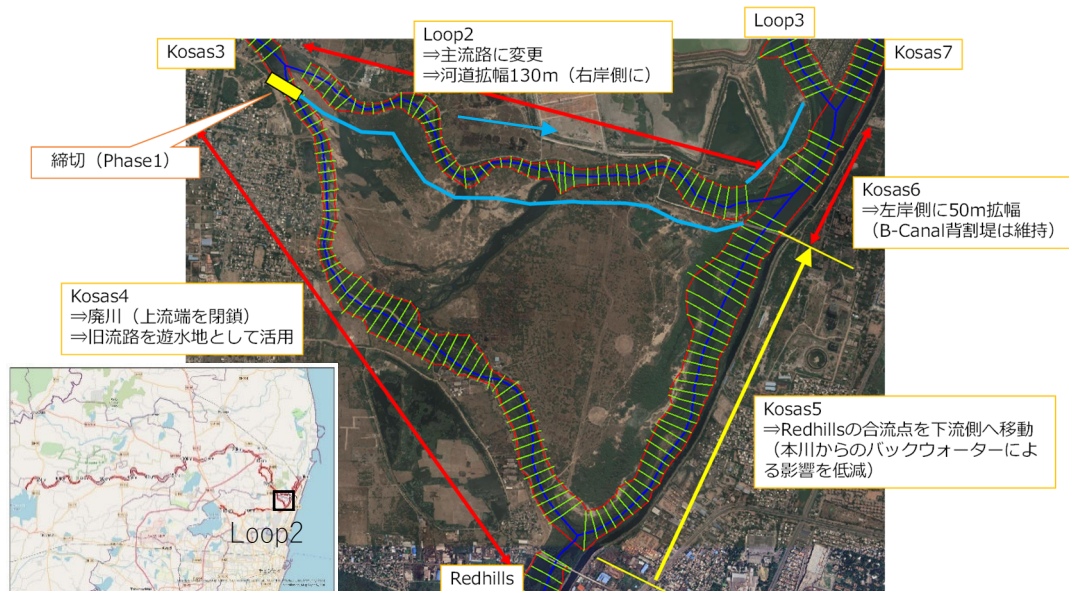 Kosas3
Loop2
⇒主流路に変更
⇒河道拡幅130m（右岸側に）
Loop3
Kosas7
締切（Phase1）
Kosas6
⇒左岸側に50m拡幅
（B-Canal背割堤は維持）
Kosas4
⇒廃川（上流端を閉鎖）
⇒旧流路を遊水地として活用
Kosas5
⇒Redhillsの合流点を下流側へ移動
（本川からのバックウォーターによ
る影響を低減）
Loop2
Redhills